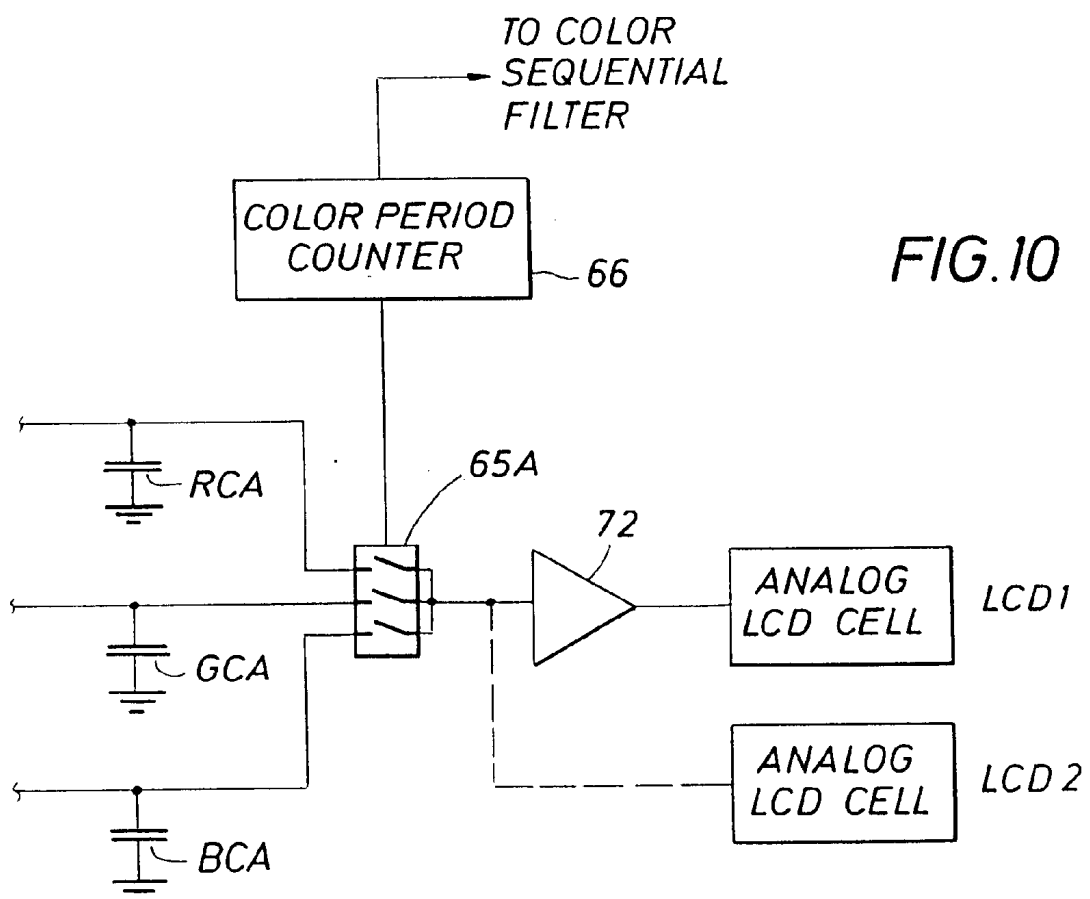 TO COLOR
SEQUENTIAL
FILTER
COLOR PERIOD
COUNTER
66
FIG.10
RCA
65A
72
ANALOG
LCD CELL
LCD1
GCA
ANALOG
LCD CELL
LCD2
BCA